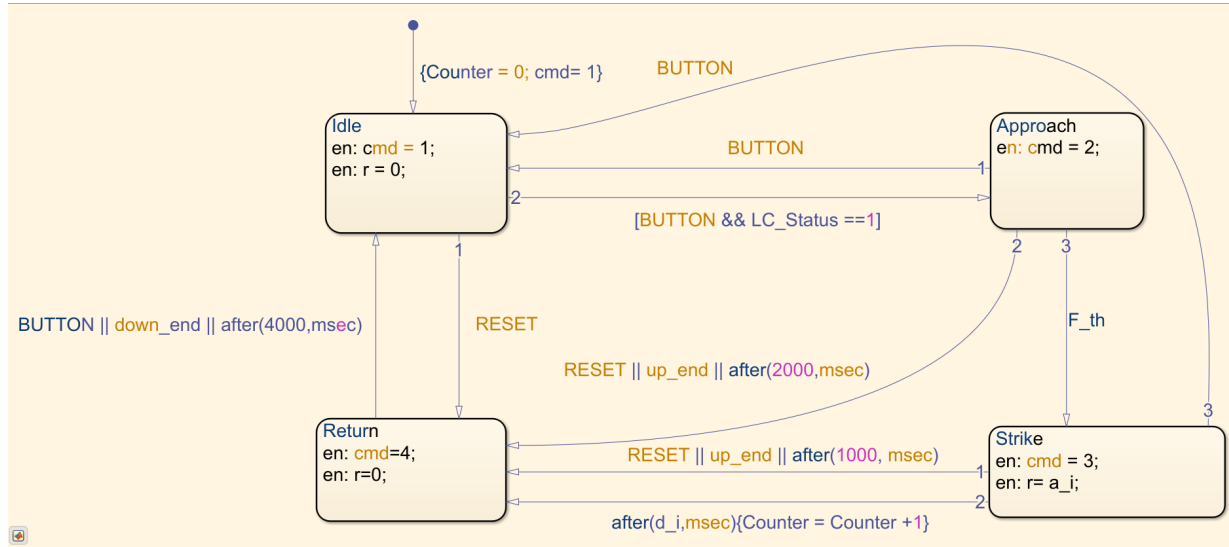 {Counter = 0; cmd= 1}
BUTTON
Idle
en: cmd = 1;
en: r = 0;
Approach
en: cmd = 2;
BUTTON
1
2
[BUTTON && LC_Status ==1]
1
2
3
BUTTON || down_end || after(4000,msec)
RESET
F_th
RESET || up_end || after(2000,msec)
3
Return
en: cmd=4;
en: r=0;
Strike
en: cmd = 3;
en: r= a_i;
RESET || up_end || after(1000, msec)
1
2
after(d_i,msec){Counter = Counter +1}